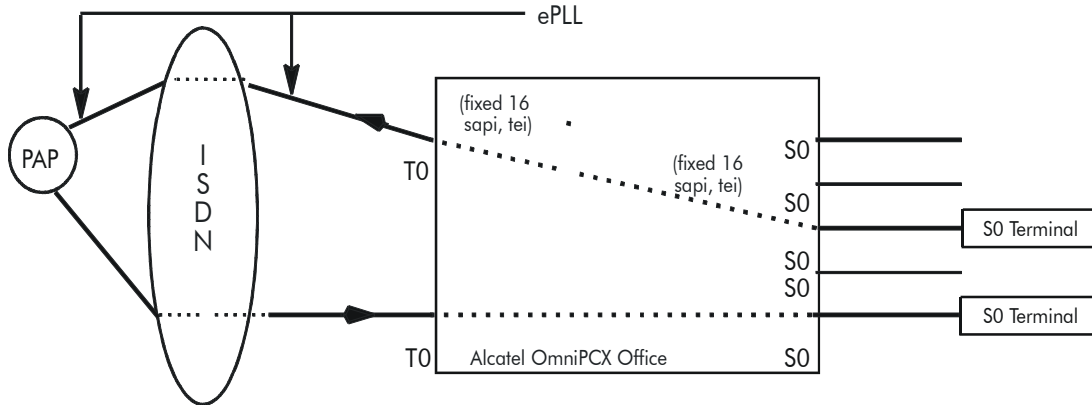 ePLL
(fixed 16
sapi, tei)
PAP
ISDN
T0
(fixed 16
sapi, tei)
S0
S0
S0 Terminal
S0
S0
S0 Terminal
T0
Alcatel OmniPCX Office
S0